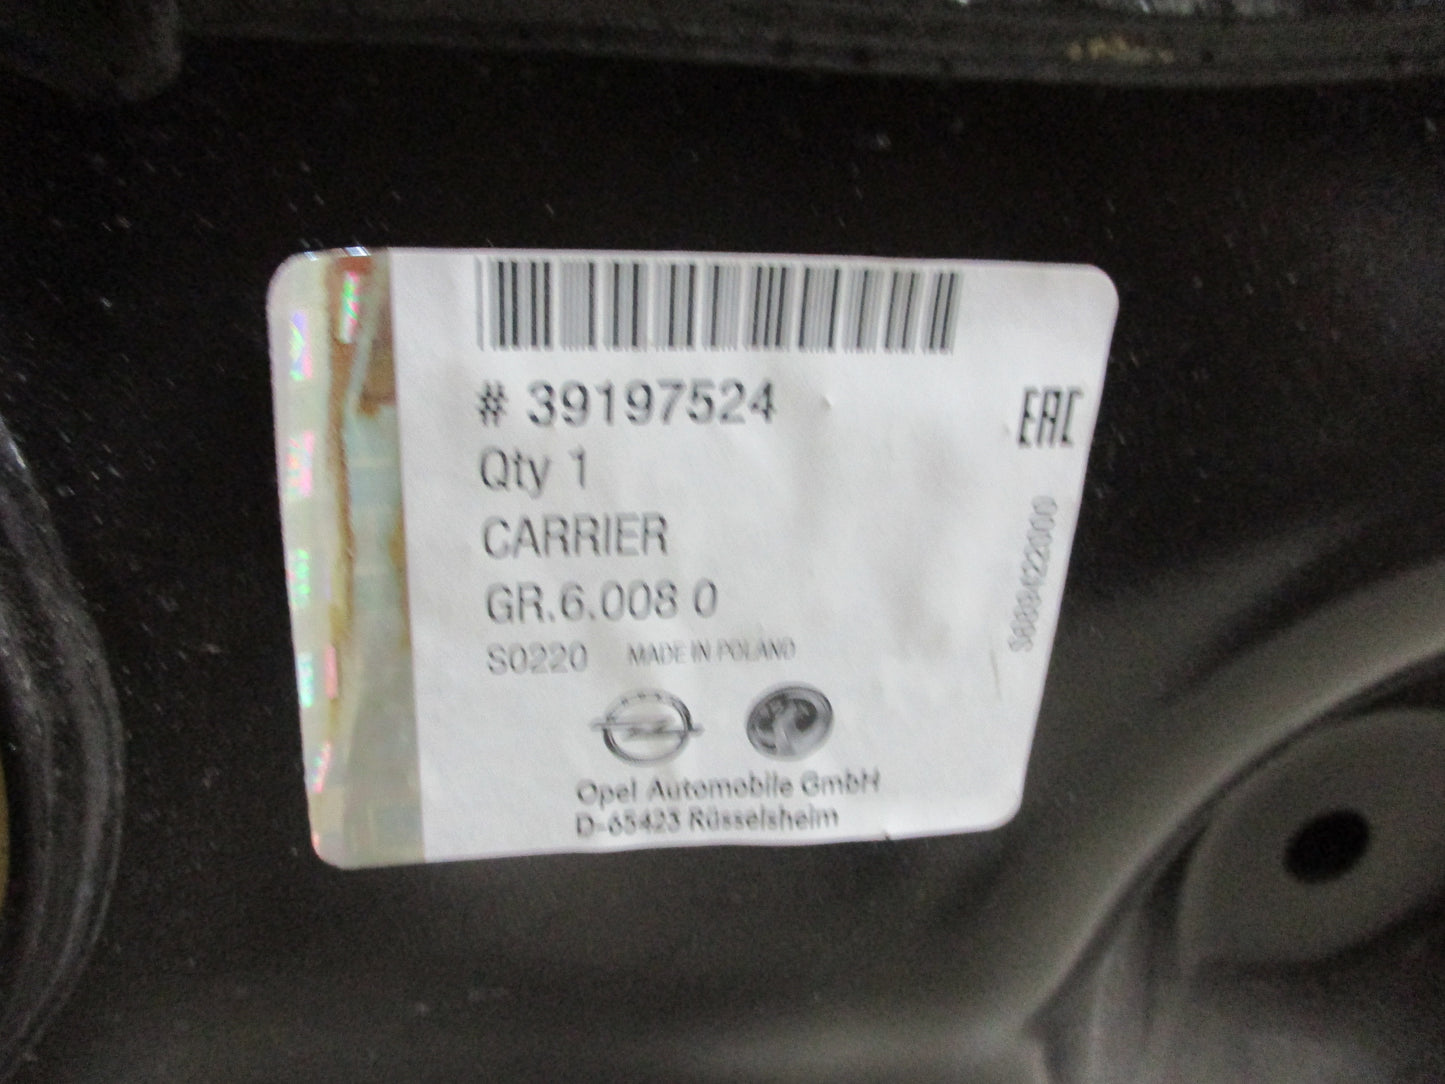 # 39197524
Qty 1
CARRIER
GR.6.008 0
S0220 MADE IN POLAND
Opel Automobile GmbH
D-65423 Rüsselsheim
EAC